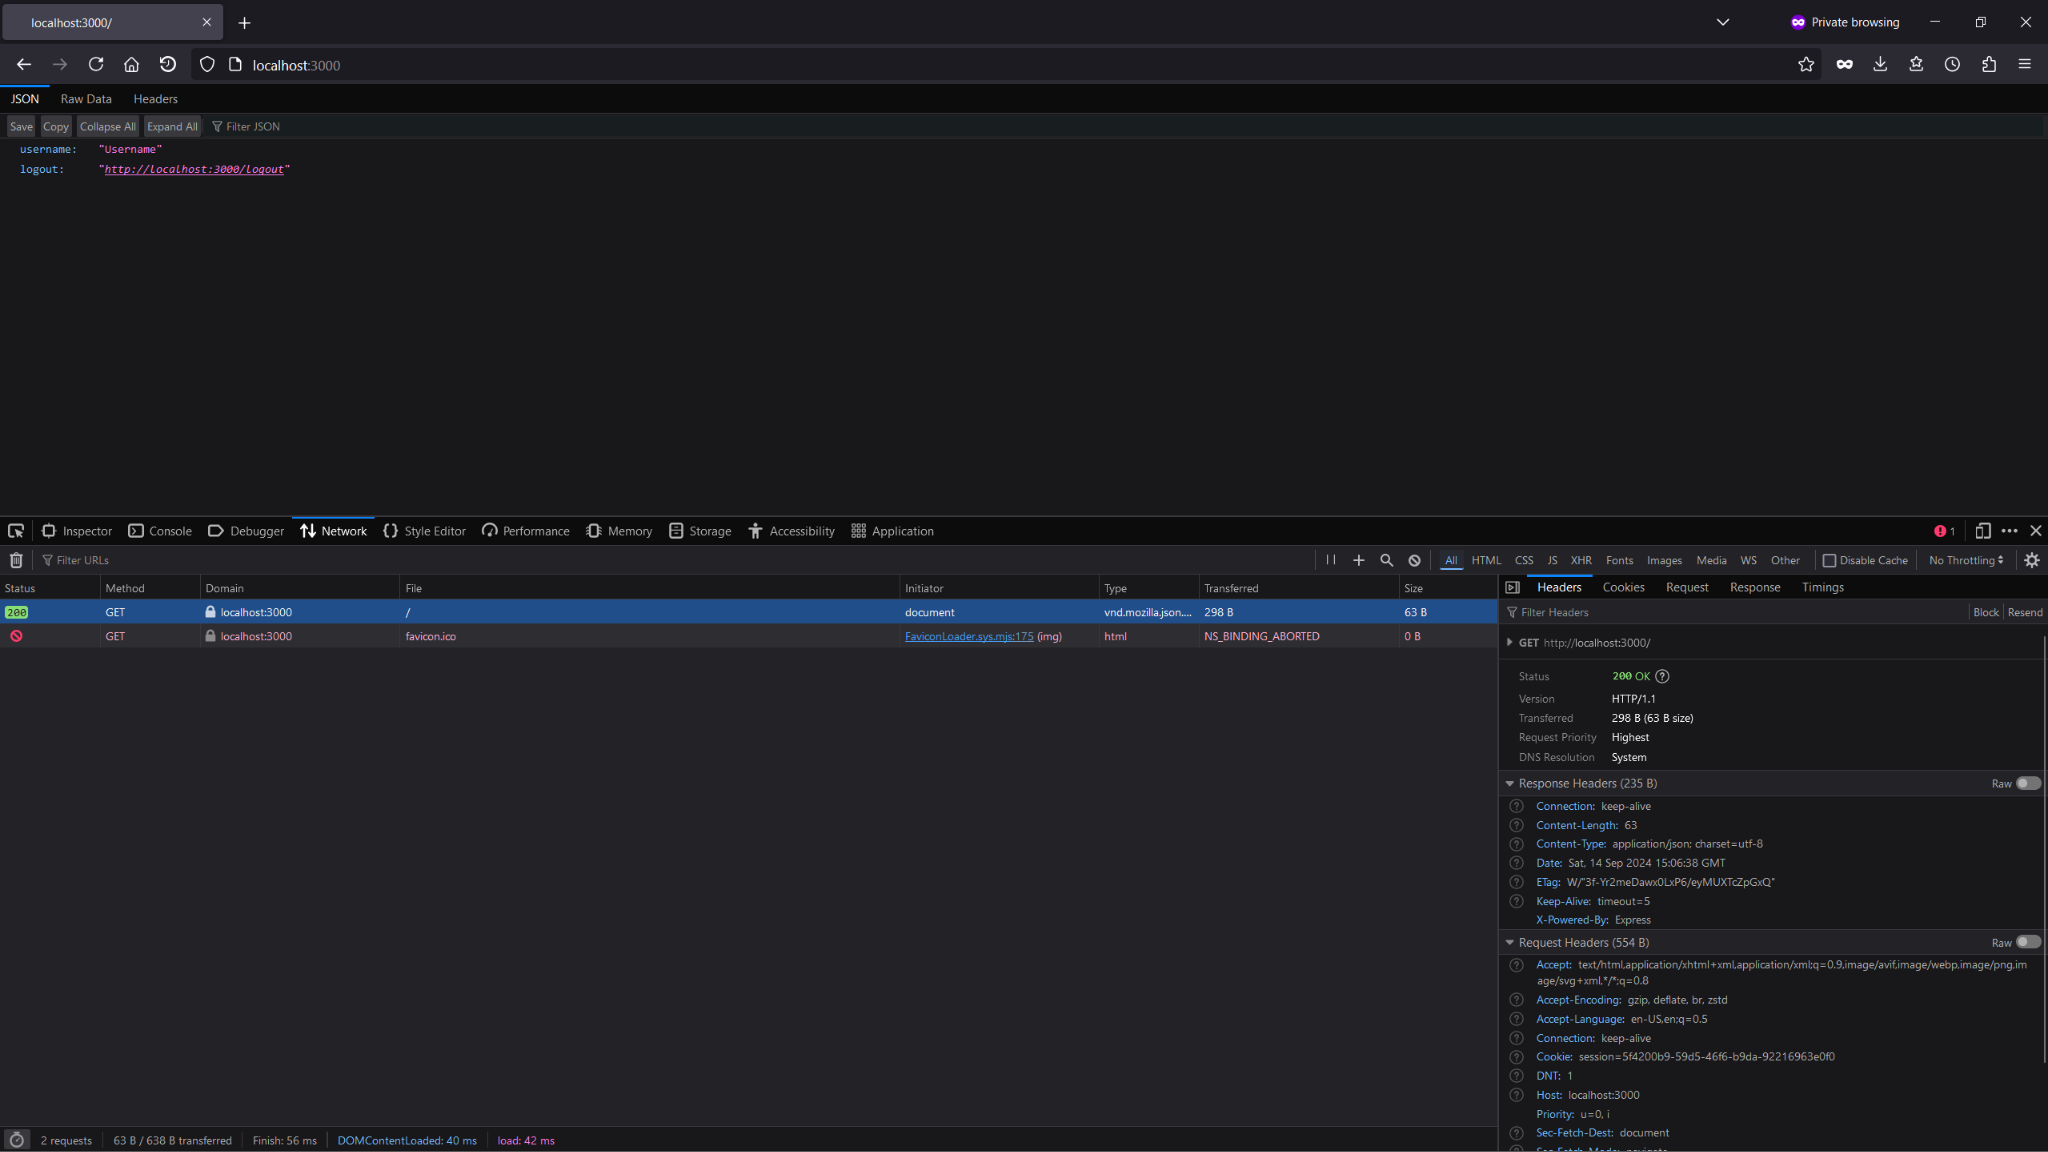 localhost:3000/
Private browsing
localhost:3000
JSON Raw Data Headers
Save Copy Collapse All Expand All Filter JSON
username: "Username"
logout: "http://localhost:3000/logout"
Inspector Console Debugger Network Style Editor Performance Memory Storage Accessibility Application 1
Filter URLs All HTML CSS JS XHR Fonts Images Media WS Other Disable Cache No Throttling
Status Method Domain File Initiator Type Transferred Size
200 GET localhost:3000 / document vnd.mozilla.json.... 298 B 63 B
GET localhost:3000 favicon.ico FaviconLoader.sys.mjs:175 (img) html NS_BINDING_ABORTED 0 B
Headers Cookies Request Response Timings
Filter Headers Block Resend
GET http://localhost:3000/
Status 200 OK
Version HTTP/1.1
Transferred 298 B (63 B size)
Request Priority Highest
DNS Resolution System
Response Headers (235 B) Raw
Connection: keep-alive
Content-Length: 63
Content-Type: application/json; charset=utf-8
Date: Sat, 14 Sep 2024 15:06:38 GMT
ETag: W/"3f-Yr2meDawx0LxP6/eyMUXTcZpGxQ"
Keep-Alive: timeout=5
X-Powered-By: Express
Request Headers (554 B) Raw
Accept: text/html,application/xhtml+xml,application/xml;q=0.9,image/avif,image/webp,image/png,im
age/svg+xml,*/*;q=0.8
Accept-Encoding: gzip, deflate, br, zstd
Accept-Language: en-US,en;q=0.5
Connection: keep-alive
Cookie: session=5f4200b9-59d5-46f6-b9da-92216963e0f0
DNT: 1
Host: localhost:3000
Priority: u=0, i
Sec-Fetch-Dest: document
Sec-Fetch-Mode: navigate
2 requests 63 B / 638 B transferred Finish: 56 ms DOMContentLoaded: 40 ms load: 42 ms